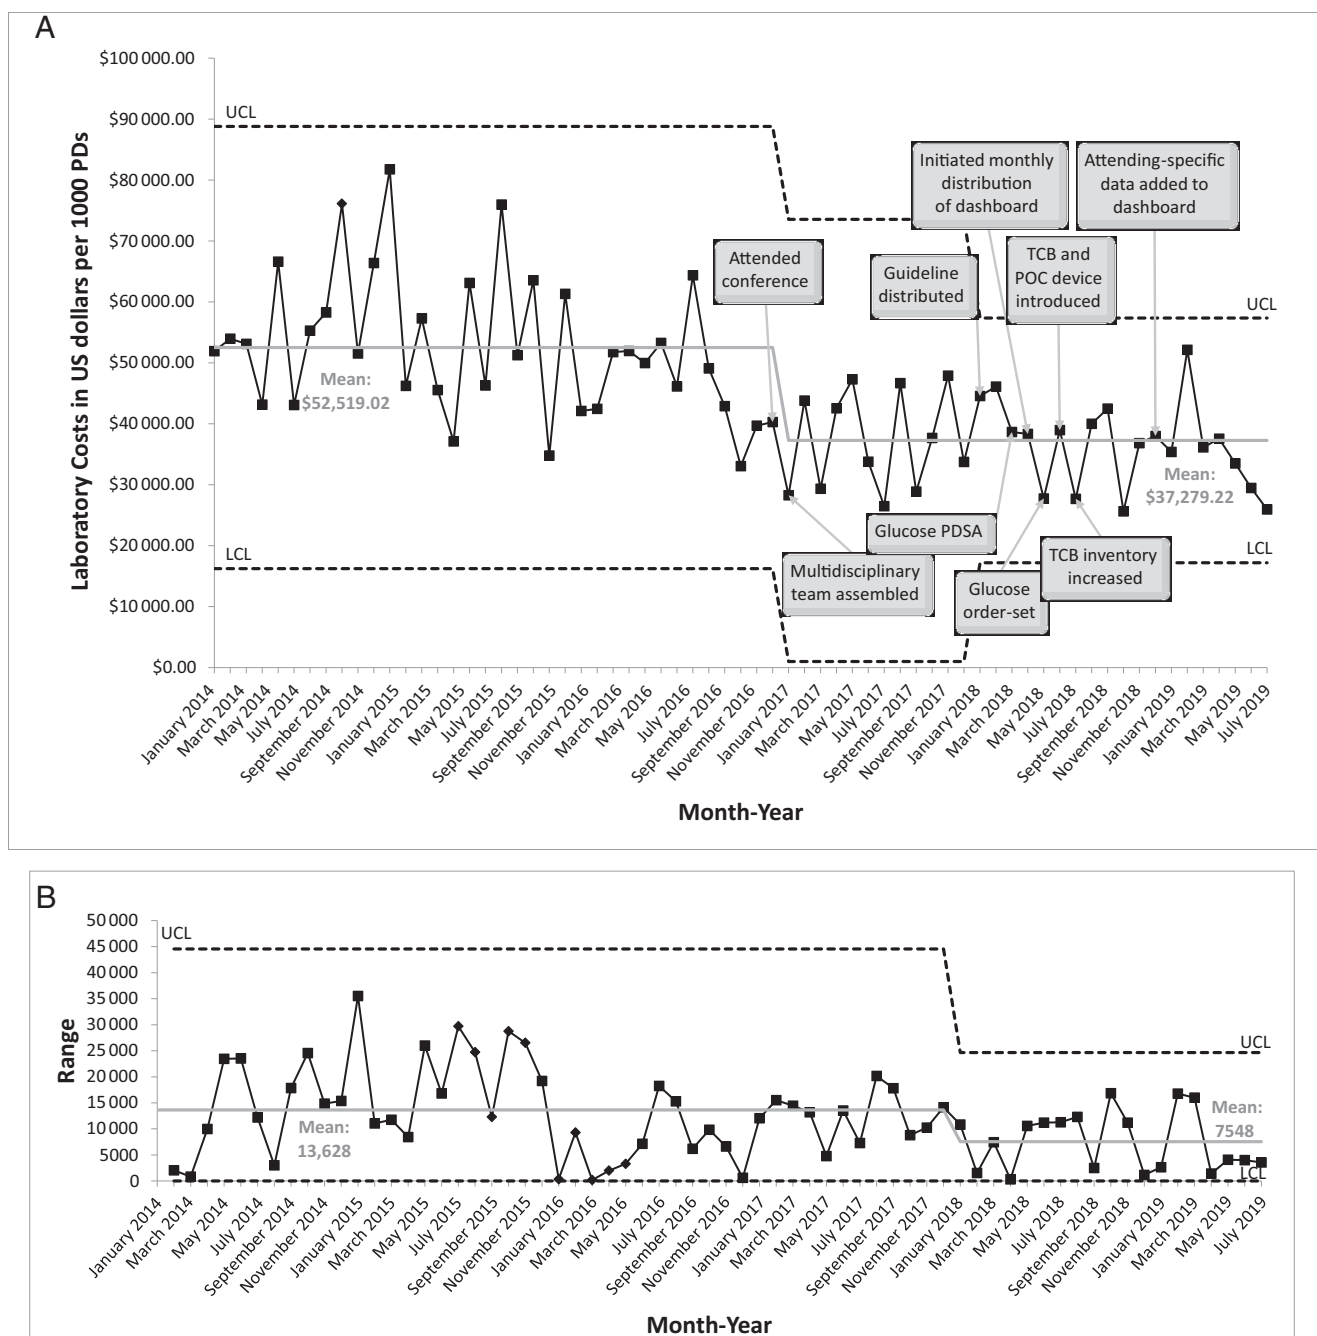 A
Laboratory Costs in US dollars per 1000 PDs
$100 000.00
$90 000.00
$80 000.00
$70 000.00
$60 000.00
$50 000.00
$40 000.00
$30 000.00
$20 000.00
$10 000.00
$0.00
UCL
Mean:
$52,519.02
LCL
Attended
conference
Multidisciplinary
team assembled
Guideline
distributed
Glucose PDSA
Initiated monthly
distribution
of dashboard
Glucose
order-set
TCB and
POC device
introduced
TCB inventory
increased
Attending-specific
data added to
dashboard
UCL
Mean:
$37,279.22
LCL
January 2014
March 2014
May 2014
July 2014
September 2014
November 2014
January 2015
March 2015
May 2015
July 2015
September 2015
November 2015
January 2016
March 2016
May 2016
July 2016
September 2016
November 2016
January 2017
March 2017
May 2017
July 2017
September 2017
November 2017
January 2018
March 2018
May 2018
July 2018
September 2018
November 2018
January 2019
March 2019
May 2019
July 2019
Month-Year
B
Range
50 000
45 000
40 000
35 000
30 000
25 000
20 000
15 000
10 000
5000
0
UCL
Mean:
13,628
UCL
Mean:
7548
LCL
January 2014
March 2014
May 2014
July 2014
September 2014
November 2014
January 2015
March 2015
May 2015
July 2015
September 2015
November 2015
January 2016
March 2016
May 2016
July 2016
September 2016
November 2016
January 2017
March 2017
May 2017
July 2017
September 2017
November 2017
January 2018
March 2018
May 2018
July 2018
September 2018
November 2018
January 2019
March 2019
May 2019
July 2019
Month-Year